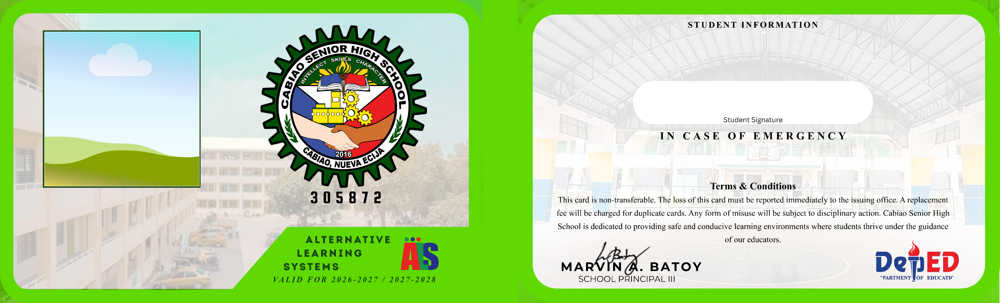 CABIAO SENIOR HIGH SCHOOL
INTELLECT SKILLS CHARACTER
2016
CABIAO, NUEVA ECIJA
305872
ALTERNATIVE
LEARNING
SYSTEMS
ALS
VALID FOR 2026-2027 / 2027-2028
STUDENT INFORMATION
Student Signature
IN CASE OF EMERGENCY
Terms & Conditions
This card is non-transferable. The loss of this card must be reported immediately to the issuing office. A replacement
fee will be charged for duplicate cards. Any form of misuse will be subject to disciplinary action. Cabiao Senior High
School is dedicated to providing safe and conducive learning environments where students thrive under the guidance
of our educators.
MARVIN A. BATOY
SCHOOL PRINCIPAL III
DepED
PARTMENT OF EDUCATI